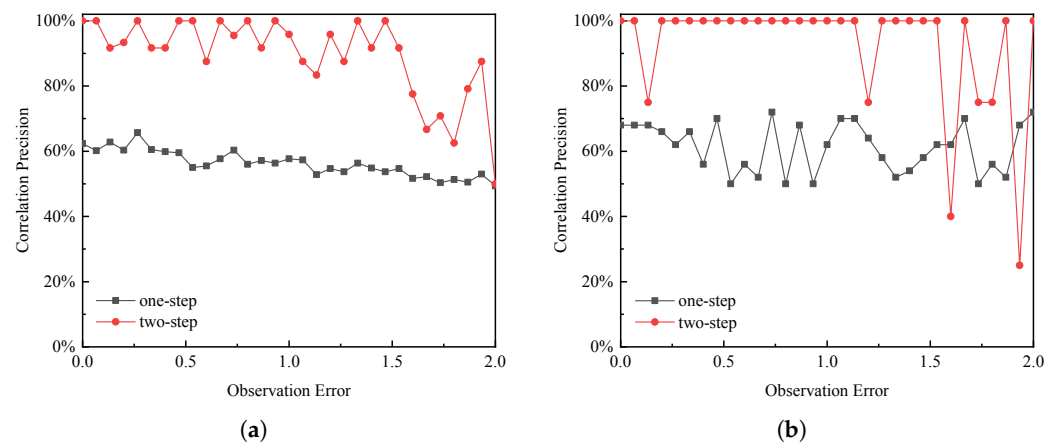 100%
80%
60%
40%
20%
0%
Correlation Precision
one-step
two-step
0.0 0.5 1.0 1.5 2.0
Observation Error
(a)
100%
80%
60%
40%
20%
0%
Correlation Precision
one-step
two-step
0.0 0.5 1.0 1.5 2.0
Observation Error
(b)